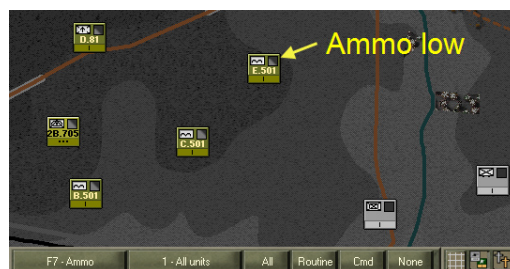 D.81
Ammo low
E.501
2B.705
C.501
B.501
F7 - Ammo
1 - All units
All
Routine
Cmd
None